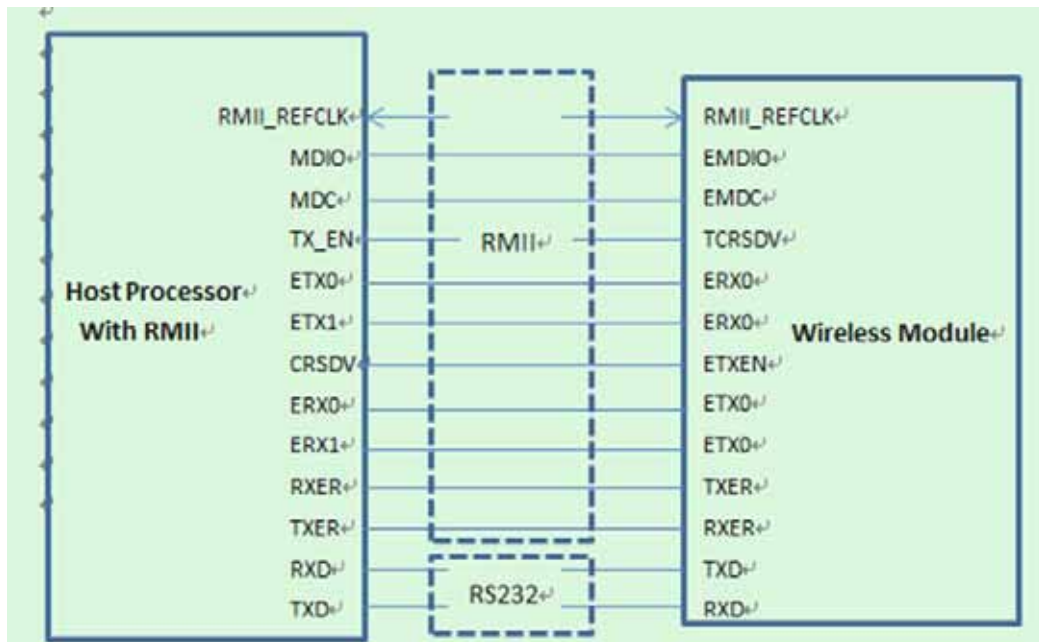 RMII_REFCLK RMII_REFCLK
MDIO EMDIO
MDC EMDC
TX_EN RMII TCRSDV
ETX0 ERX0
Host Processor
With RMII
ETX1 ERX0
Wireless Module
CRSDV ETXEN
ERX0 ETX0
ERX1 ETX0
RXER TXER
TXER RXER
RXD TXD
RS232
TXD RXD